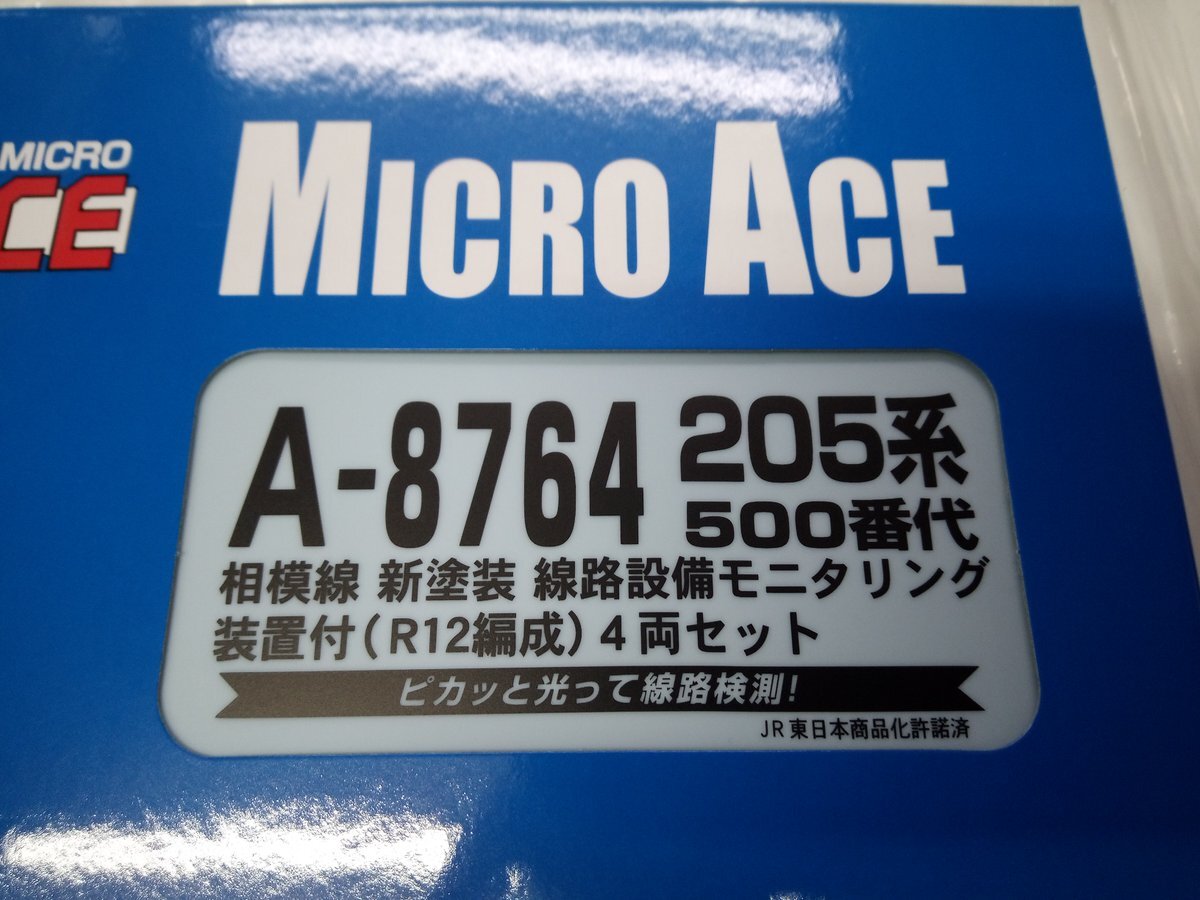 MICRO
CE
MICRO ACE
A-8764 205系
500番代
相模線 新塗装 線路設備モニタリング
装置付(R12編成)4両セット
ピカッと光って線路検測!
JR東日本商品化許諾済